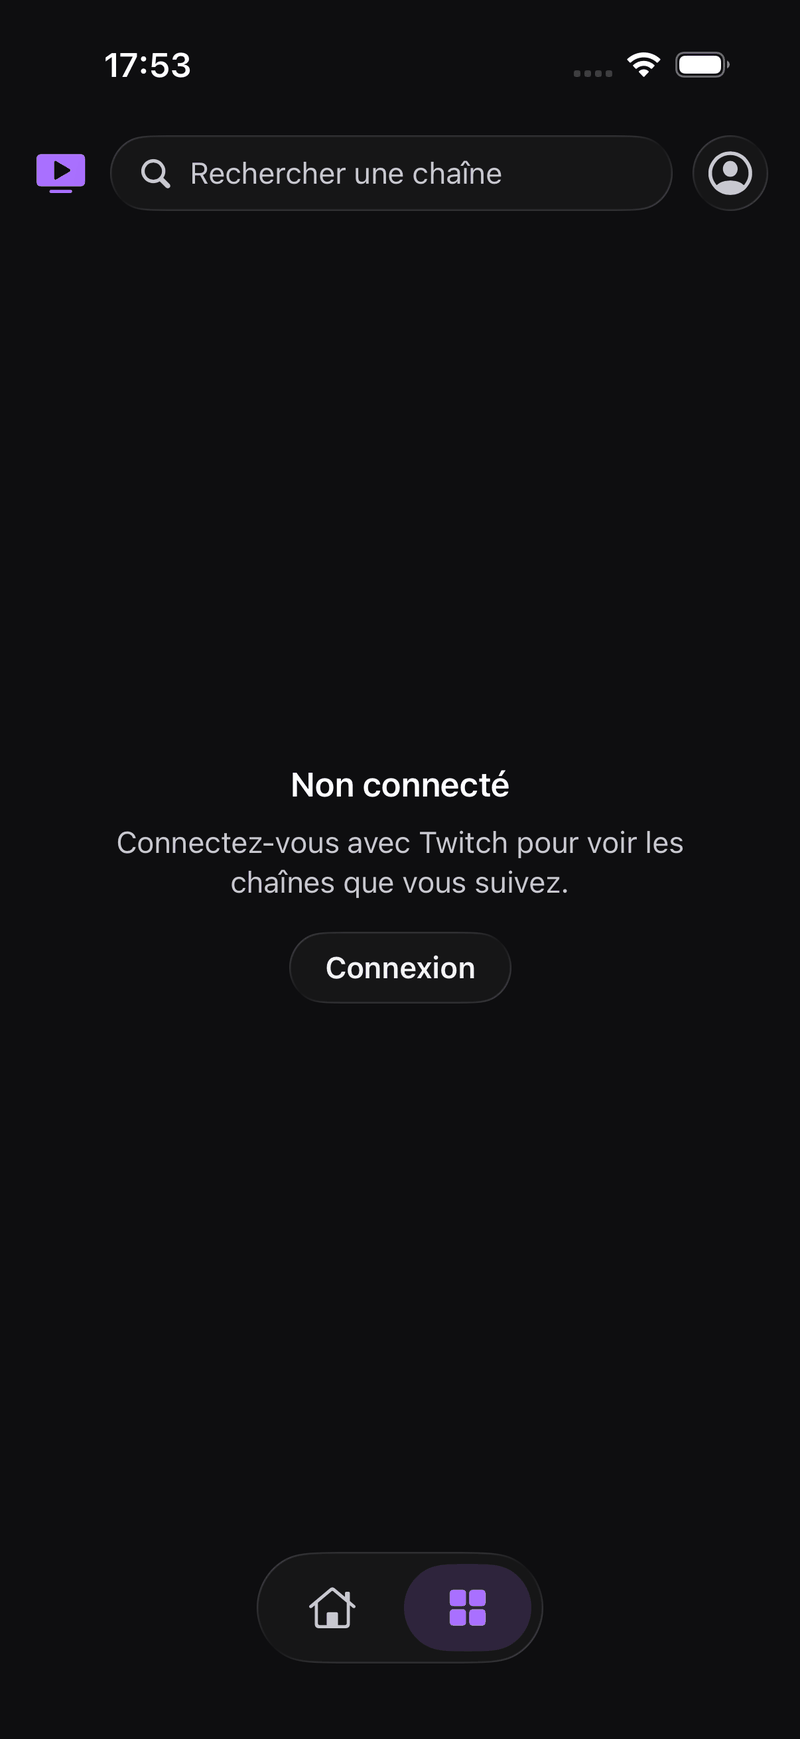 17:53
Rechercher une chaîne
Non connecté
Connectez-vous avec Twitch pour voir les
chaînes que vous suivez.
Connexion